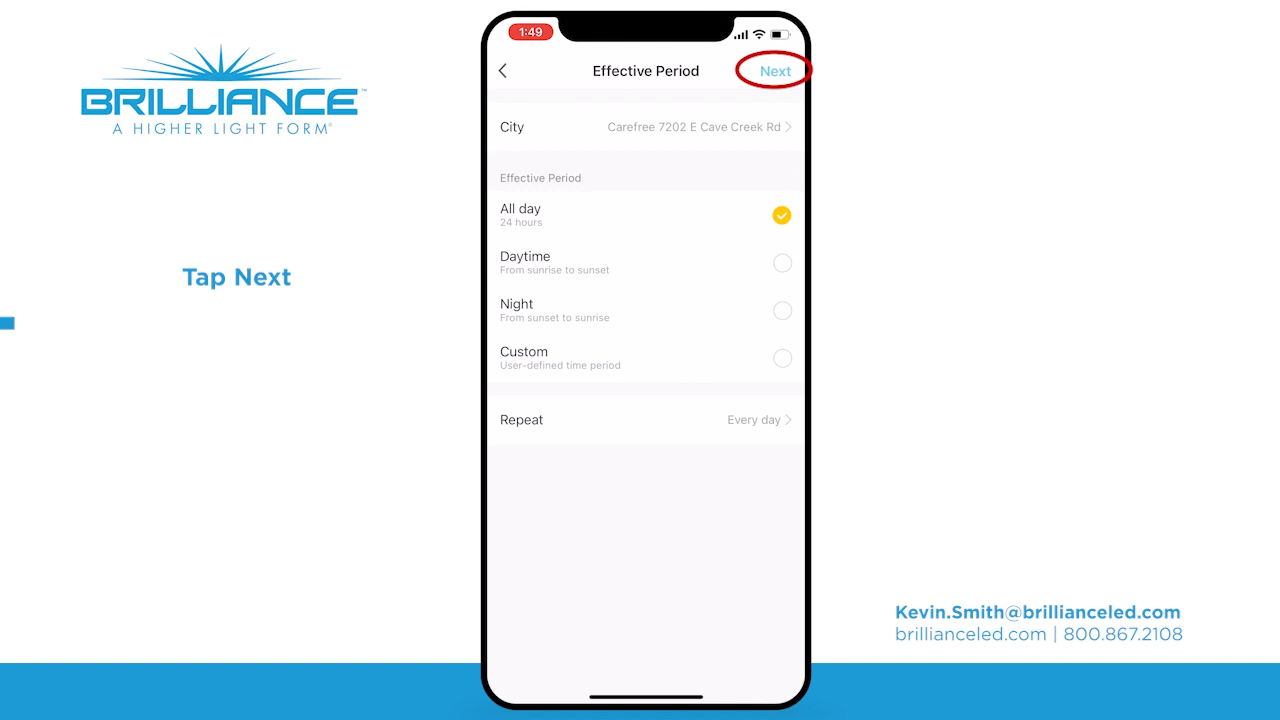 BRILLIANCE™
A HIGHER LIGHT FORM®
Tap Next
1:49
Effective Period
Next
City
Carefree 7202 E Cave Creek Rd
Effective Period
All day
24 hours
Daytime
From sunrise to sunset
Night
From sunset to sunrise
Custom
User-defined time period
Repeat
Every day
Kevin.Smith@brillianceled.com
brillianceled.com | 800.867.2108